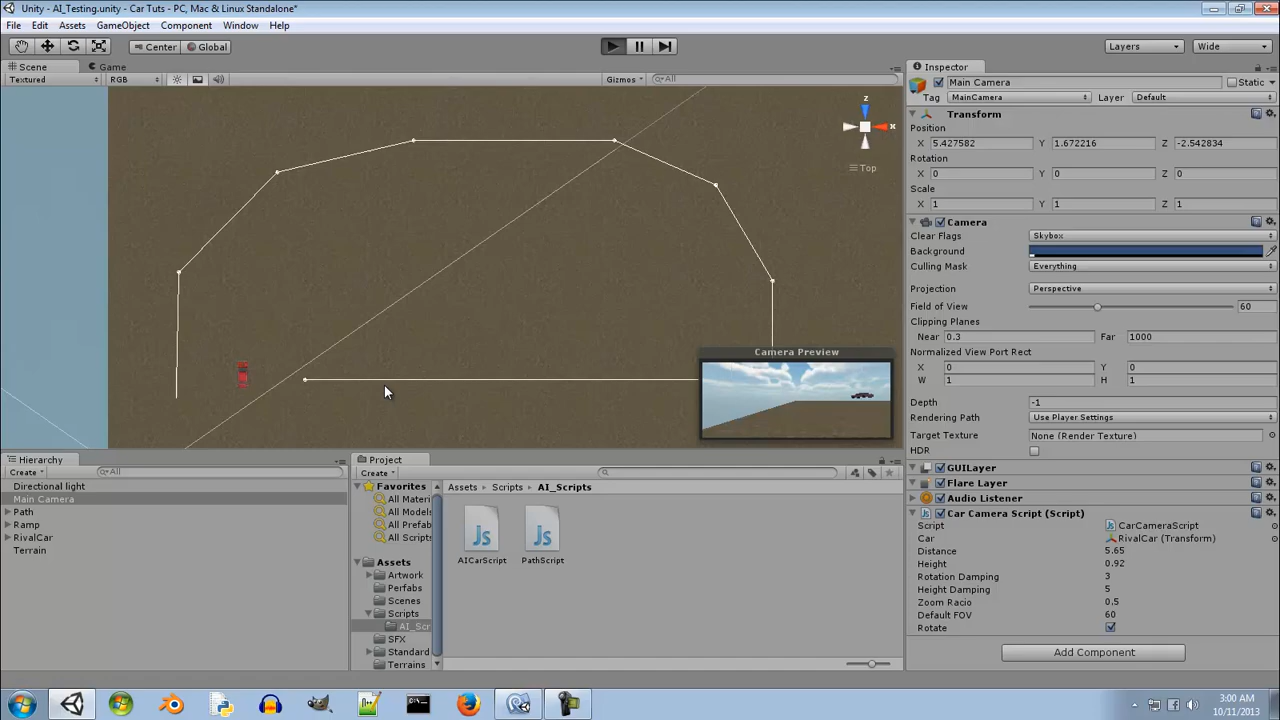 Unity - AI_Testing.unity - Car Tuts - PC, Mac & Linux Standalone*
File Edit Assets GameObject Component Window Help
Center Global Layers Wide
Scene Game
Textured RGB Gizmos All
z
x
Top
Camera Preview
Inspector
Main Camera Static
Tag MainCamera Layer Default
Transform
Position
X 5.427582 Y 1.672216 Z -2.542834
Rotation
X 0 Y 0 Z 0
Scale
X 1 Y 1 Z 1
Camera
Clear Flags Skybox
Background
Culling Mask Everything
Projection Perspective
Field of View 60
Clipping Planes
Near 0.3 Far 1000
Normalized View Port Rect
X 0 Y 0
W 1 H 1
Depth -1
Rendering Path Use Player Settings
Target Texture None (Render Texture)
HDR
GUILayer
Flare Layer
Audio Listener
Car Camera Script (Script)
Script CarCameraScript
Car RivalCar (Transform)
Distance 5.65
Height 0.92
Rotation Damping 3
Height Damping 5
Zoom Racio 0.5
Default FOV 60
Rotate
Add Component
Hierarchy
Create All
Directional light
Main Camera
Path
Ramp
RivalCar
Terrain
Project
Create
Favorites
All Materi
All Models
All Prefab
All Scripts
Assets
Artwork
Perfabs
Scenes
Scripts
AI_Scr
SFX
Standard
Terrains
Assets Scripts AI_Scripts
Js Js
AICarScript PathScript
3:00 AM
10/11/2013